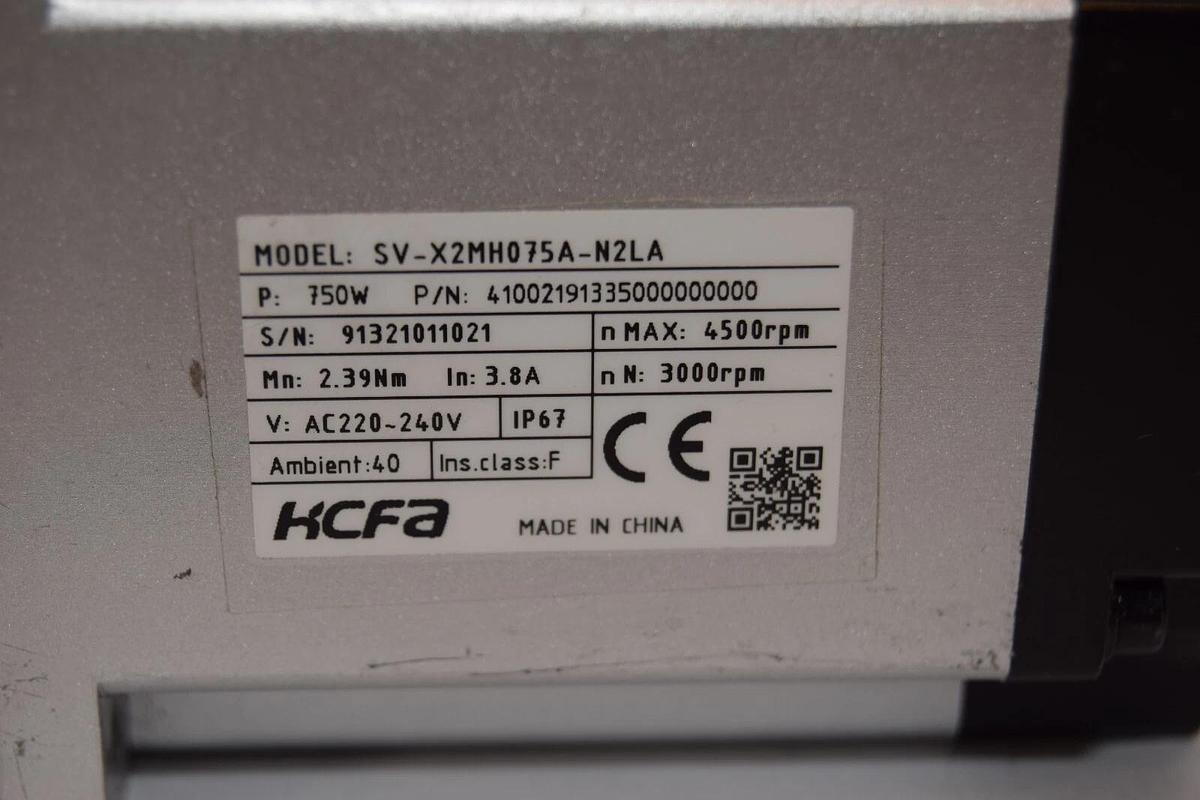 MODEL: SV-X2MH075A-N2LA
P: 750W P/N: 41002191335000000000
S/N: 91321011021 n MAX: 4500rpm
Mn: 2.39Nm In: 3.8A n N: 3000rpm
V: AC220~240V IP67
Ambient:40 Ins.class:F CE
KCFA MADE IN CHINA